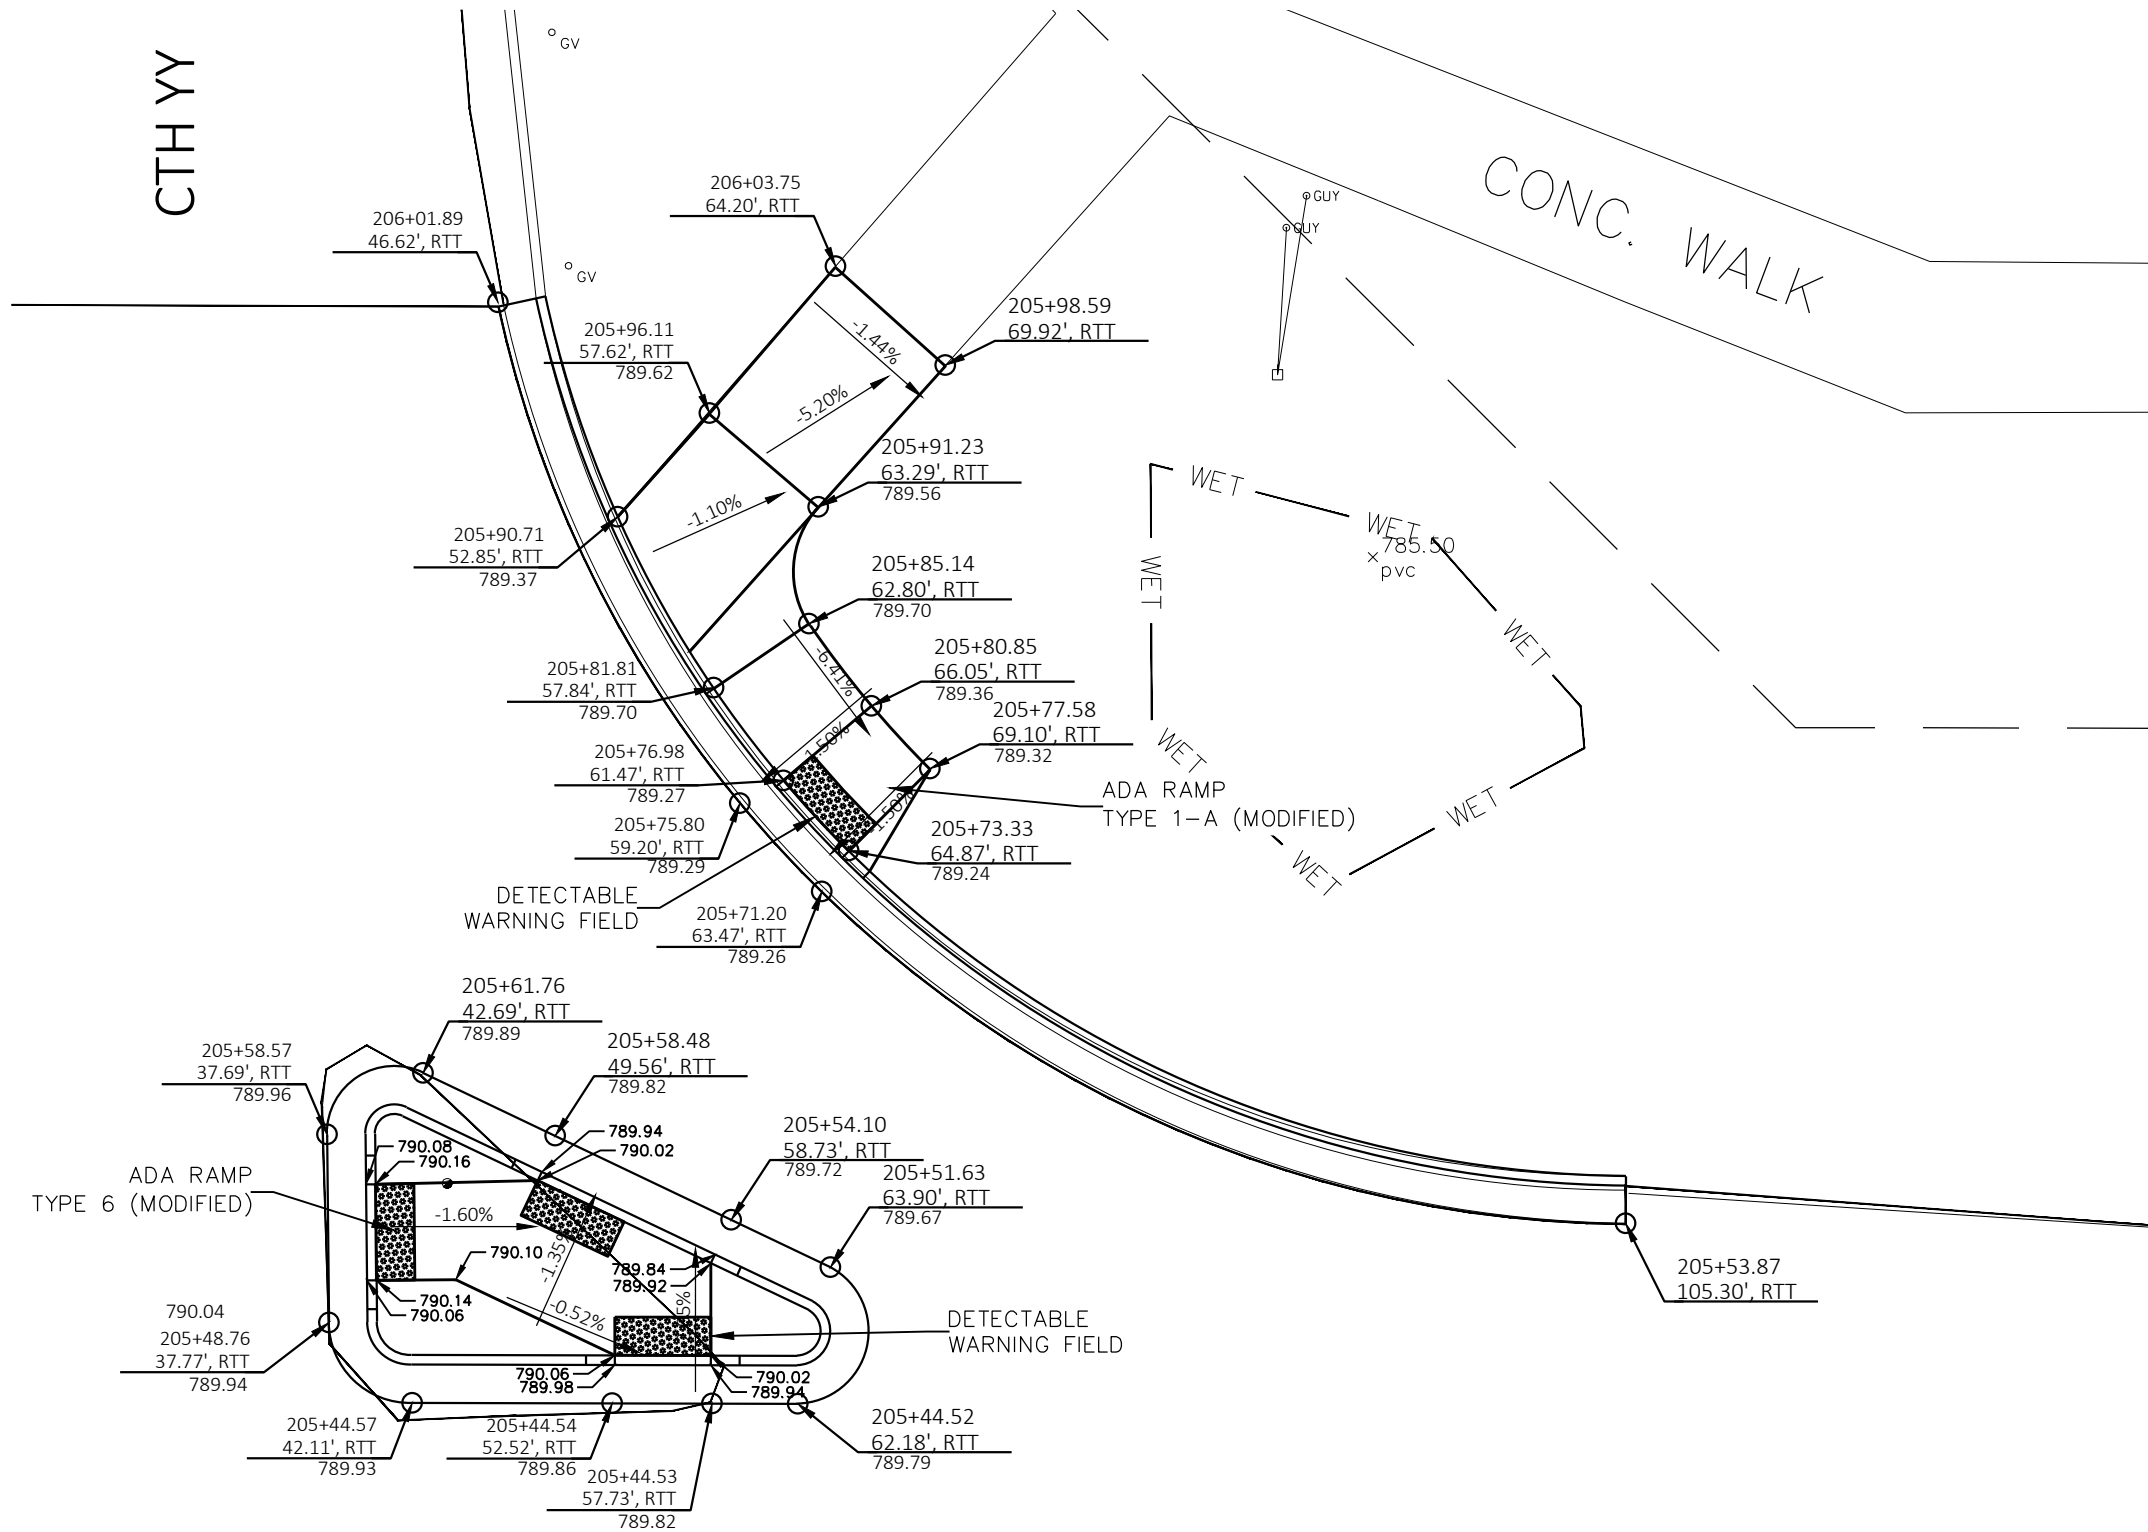 CTH YY
GV
GV
206+01.89
46.62', RTT
206+03.75
64.20', RTT
205+96.11
57.62', RTT
789.62
205+98.59
69.92', RTT
-1.44%
-5.20%
-1.10%
CONC. WALK
GUY
GUY
205+91.23
63.29', RTT
789.56
205+90.71
52.85', RTT
789.37
205+85.14
62.80', RTT
789.70
205+81.81
57.84', RTT
789.70
-6.41%
205+80.85
66.05', RTT
789.36
205+77.58
69.10', RTT
789.32
205+76.98
61.47', RTT
789.27
1.50%
1.50%
ADA RAMP
TYPE 1-A (MODIFIED)
205+75.80
59.20', RTT
789.29
205+73.33
64.87', RTT
789.24
DETECTABLE
WARNING FIELD
205+71.20
63.47', RTT
789.26
WET
WET
785.50
pvc
WET
WET
WET
WET
WET
205+61.76
42.69', RTT
789.89
205+58.57
37.69', RTT
789.96
205+58.48
49.56', RTT
789.82
205+54.10
58.73', RTT
789.72
205+51.63
63.90', RTT
789.67
789.94
790.02
790.08
790.16
ADA RAMP
TYPE 6 (MODIFIED)
-1.60%
790.10
-1.35%
789.84
789.92
5%
-0.52%
790.14
790.06
790.04
205+48.76
37.77', RTT
789.94
790.06
789.98
790.02
789.94
DETECTABLE
WARNING FIELD
205+53.87
105.30', RTT
205+44.57
42.11', RTT
789.93
205+44.54
52.52', RTT
789.86
205+44.53
57.73', RTT
789.82
205+44.52
62.18', RTT
789.79